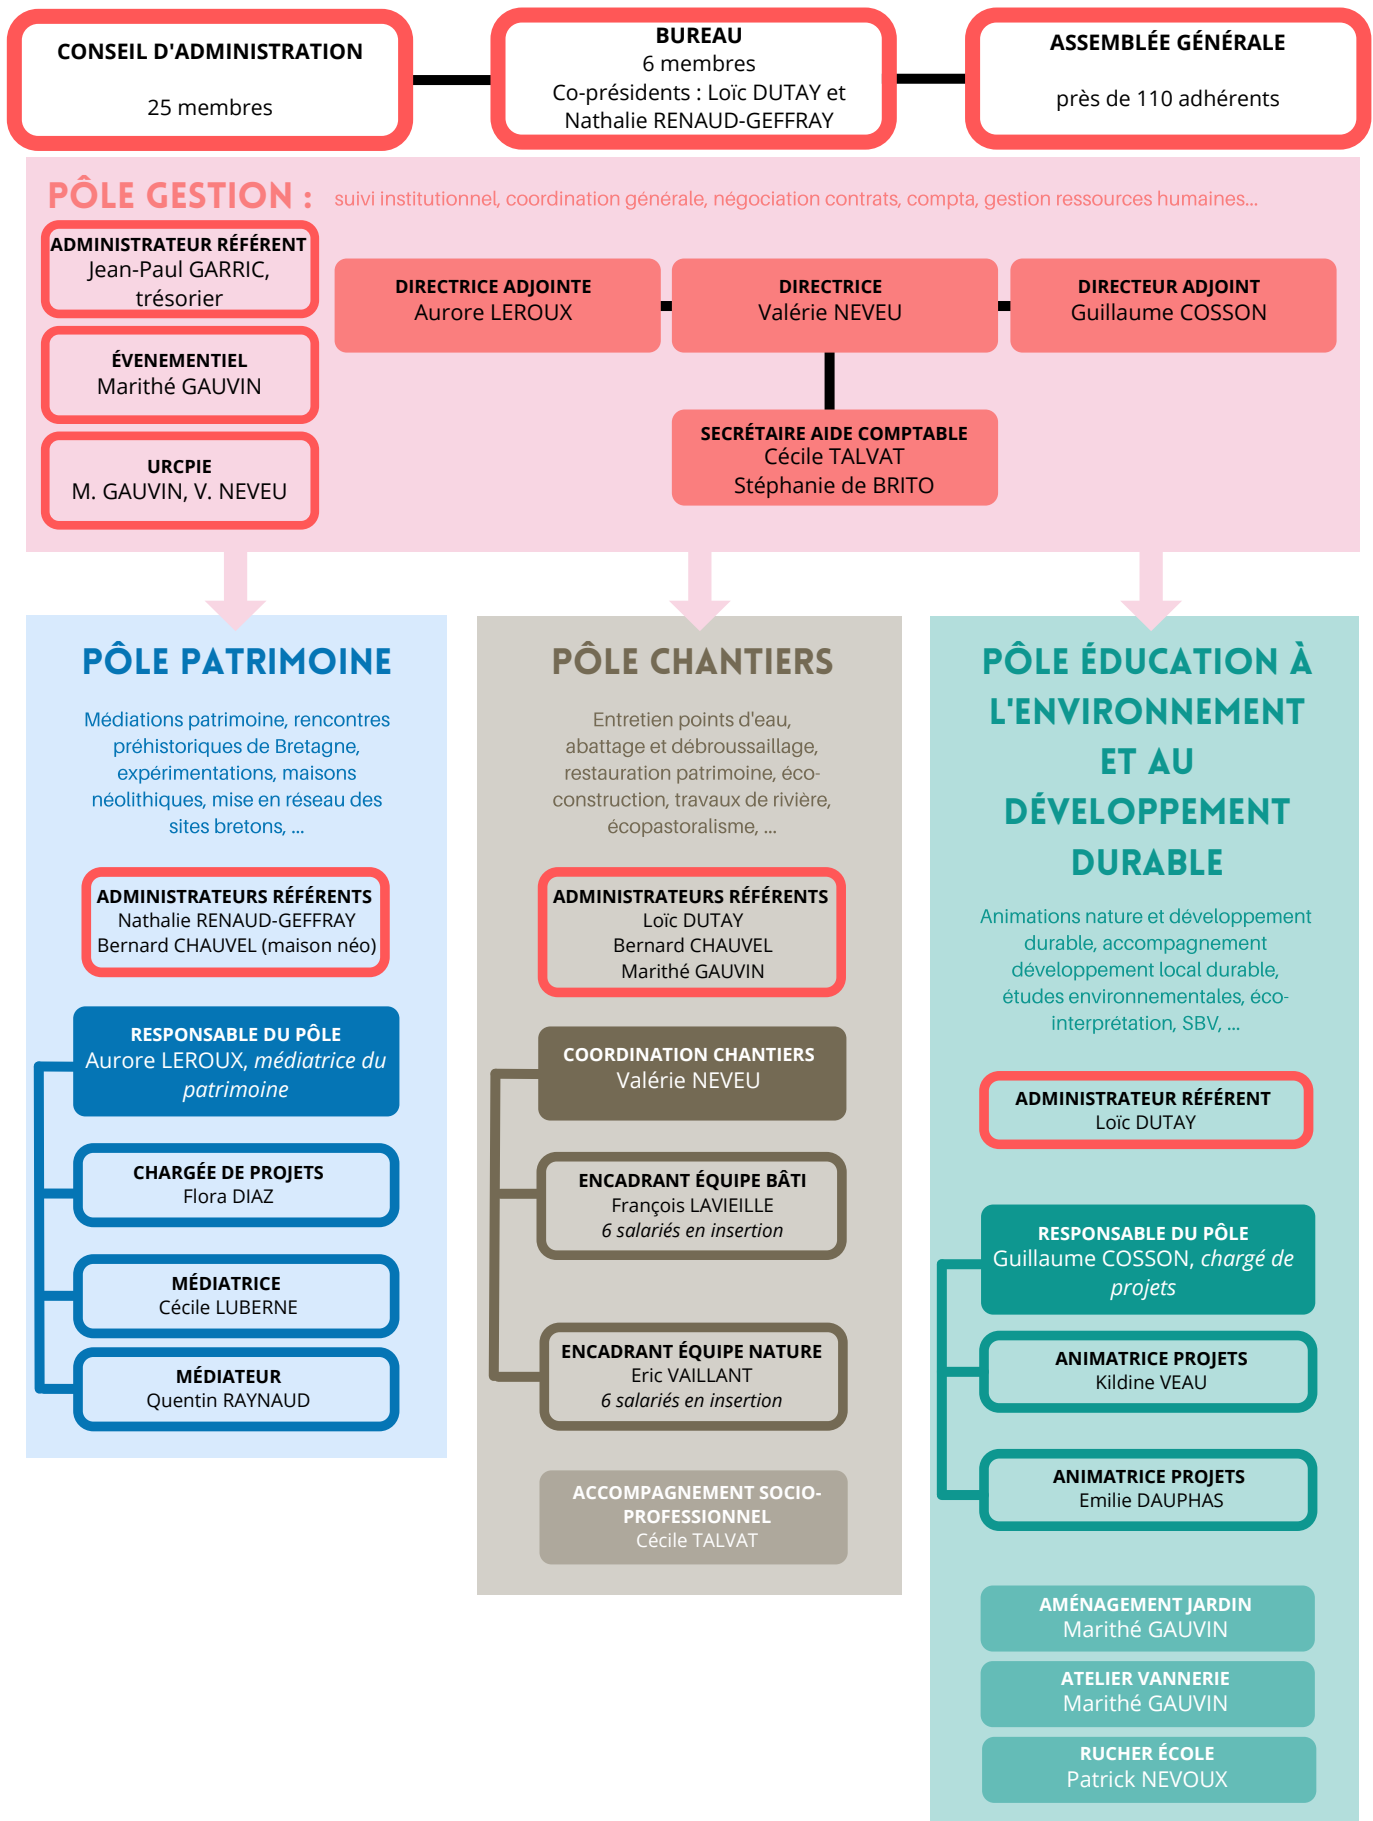 CONSEIL D'ADMINISTRATION
25 membres
BUREAU
6 membres
Co-présidents : Loïc DUTAY et
Nathalie RENAUD-GEFFRAY
ASSEMBLÉE GÉNÉRALE
près de 110 adhérents
PÔLE GESTION :
suivi institutionnel, coordination générale, négociation contrats, compta, gestion ressources humaines...
ADMINISTRATEUR RÉFÉRENT
Jean-Paul GARRIC,
trésorier
ÉVENEMENTIEL
Marithé GAUVIN
URCPIE
M. GAUVIN, V. NEVEU
DIRECTRICE ADJOINTE
Aurore LEROUX
DIRECTRICE
Valérie NEVEU
DIRECTEUR ADJOINT
Guillaume COSSON
SECRÉTAIRE AIDE COMPTABLE
Cécile TALVAT
Stéphanie de BRITO
PÔLE PATRIMOINE
Médiations patrimoine, rencontres
préhistoriques de Bretagne,
expérimentations, maisons
néolithiques, mise en réseau des
sites bretons, ...
ADMINISTRATEURS RÉFÉRENTS
Nathalie RENAUD-GEFFRAY
Bernard CHAUVEL (maison néo)
RESPONSABLE DU PÔLE
Aurore LEROUX, médiatrice du
patrimoine
CHARGÉE DE PROJETS
Flora DIAZ
MÉDIATRICE
Cécile LUBERNE
MÉDIATEUR
Quentin RAYNAUD
PÔLE CHANTIERS
Entretien points d'eau,
abattage et débroussaillage,
restauration patrimoine, éco-
construction, travaux de rivière,
écopastoralisme, ...
ADMINISTRATEURS RÉFÉRENTS
Loïc DUTAY
Bernard CHAUVEL
Marithé GAUVIN
COORDINATION CHANTIERS
Valérie NEVEU
ENCADRANT ÉQUIPE BÂTI
François LAVIEILLE
6 salariés en insertion
ENCADRANT ÉQUIPE NATURE
Eric VAILLANT
6 salariés en insertion
ACCOMPAGNEMENT SOCIO-
PROFESSIONNEL
Cécile TALVAT
PÔLE ÉDUCATION À
L'ENVIRONNEMENT
ET AU
DÉVELOPPEMENT
DURABLE
Animations nature et développement
durable, accompagnement
développement local durable,
études environnementales, éco-
interprétation, SBV, ...
ADMINISTRATEUR RÉFÉRENT
Loïc DUTAY
RESPONSABLE DU PÔLE
Guillaume COSSON, chargé de
projets
ANIMATRICE PROJETS
Kildine VEAU
ANIMATRICE PROJETS
Emilie DAUPHAS
AMÉNAGEMENT JARDIN
Marithé GAUVIN
ATELIER VANNERIE
Marithé GAUVIN
RUCHER ÉCOLE
Patrick NEVOUX